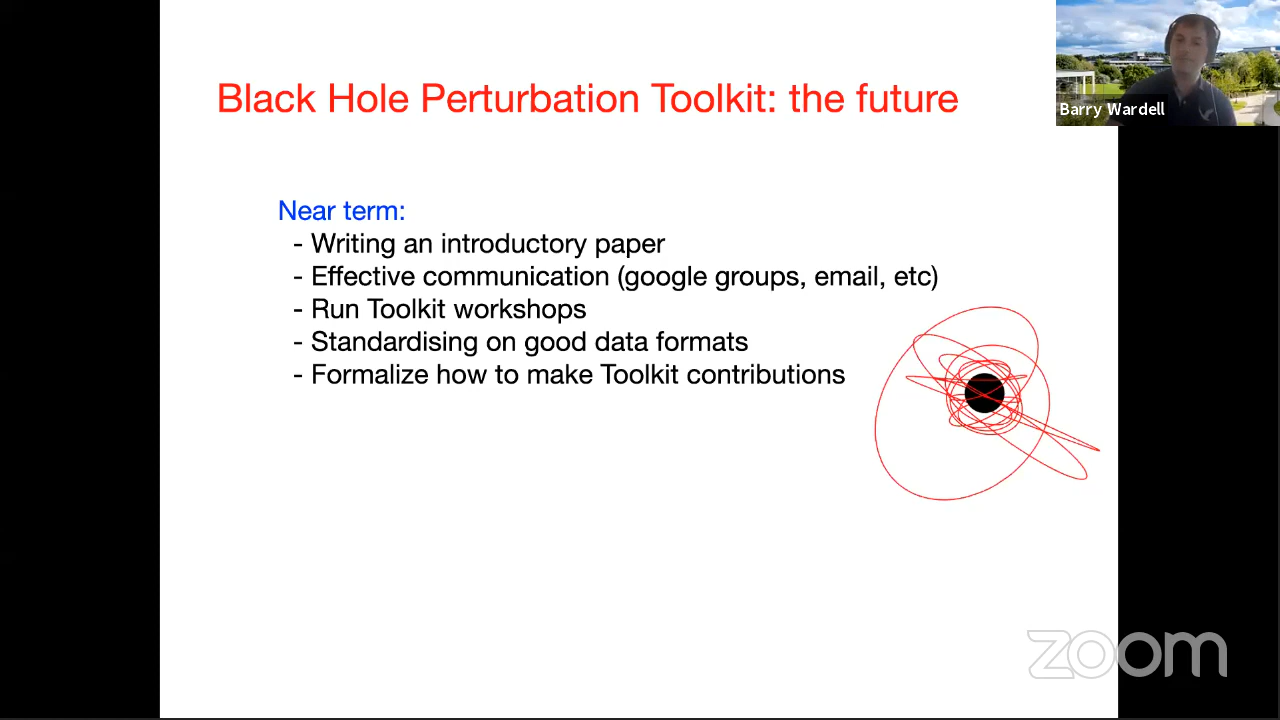 Black Hole Perturbation Toolkit: the future
Barry Wardell
Near term:
- Writing an introductory paper
- Effective communication (google groups, email, etc)
- Run Toolkit workshops
- Standardising on good data formats
- Formalize how to make Toolkit contributions
zoom